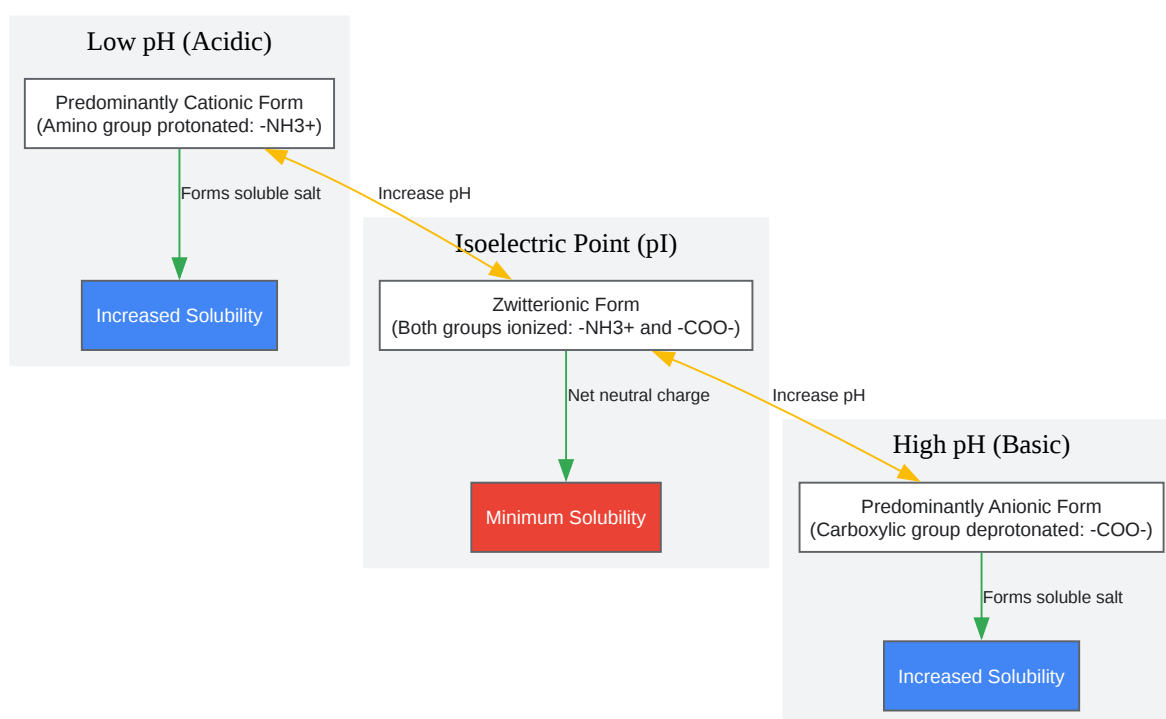 Low pH (Acidic)
Predominantly Cationic Form
(Amino group protonated: -NH3+)
Forms soluble salt
Increase pH
Increased Solubility
Isoelectric Point (pI)
Zwitterionic Form
(Both groups ionized: -NH3+ and -COO-)
Net neutral charge
Increase pH
Minimum Solubility
High pH (Basic)
Predominantly Anionic Form
(Carboxylic group deprotonated: -COO-)
Forms soluble salt
Increased Solubility